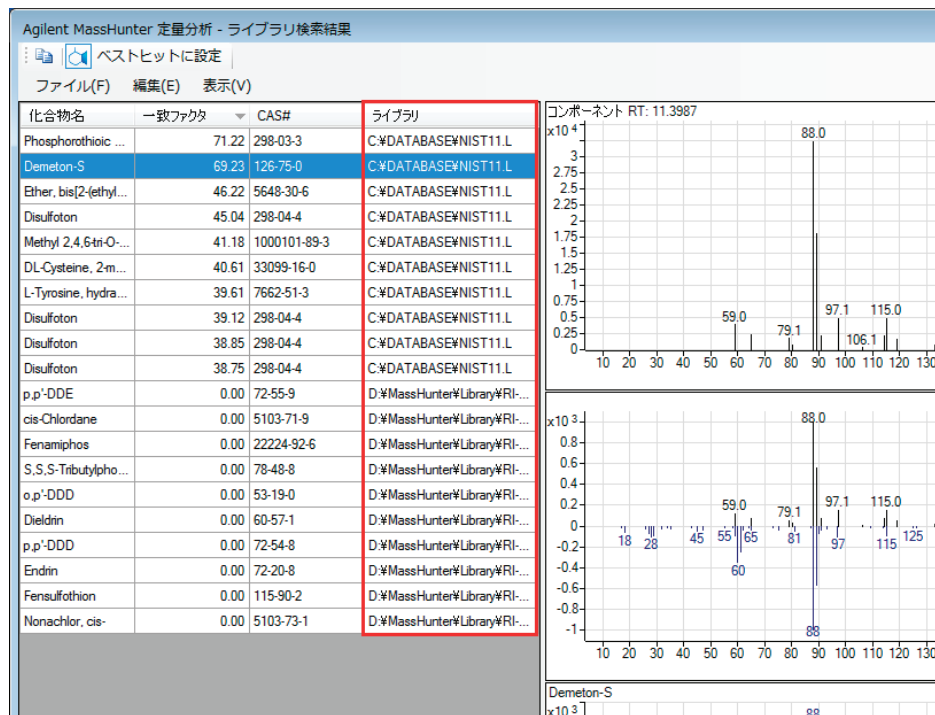 Agilent MassHunter 定量分析 - ライブラリ検索結果
ベストヒットに設定
ファイル(F) 編集(E) 表示(V)
化合物名 一致ファクタ CAS# ライブラリ
Phosphorothioic ... 71.22 298-03-3 C:¥DATABASE¥NIST11.L
Demeton-S 69.23 126-75-0 C:¥DATABASE¥NIST11.L
Ether, bis[2-(ethyl... 46.22 5648-30-6 C:¥DATABASE¥NIST11.L
Disulfoton 45.04 298-04-4 C:¥DATABASE¥NIST11.L
Methyl 2,4,6-tri-O-... 41.18 1000101-89-3 C:¥DATABASE¥NIST11.L
DL-Cysteine, 2-m... 40.61 33099-16-0 C:¥DATABASE¥NIST11.L
L-Tyrosine, hydra... 39.61 7662-51-3 C:¥DATABASE¥NIST11.L
Disulfoton 39.12 298-04-4 C:¥DATABASE¥NIST11.L
Disulfoton 38.85 298-04-4 C:¥DATABASE¥NIST11.L
Disulfoton 38.75 298-04-4 C:¥DATABASE¥NIST11.L
p,p'-DDE 0.00 72-55-9 D:¥MassHunter¥Library¥RI-...
cis-Chlordane 0.00 5103-71-9 D:¥MassHunter¥Library¥RI-...
Fenamiphos 0.00 22224-92-6 D:¥MassHunter¥Library¥RI-...
S,S,S-Tributylpho... 0.00 78-48-8 D:¥MassHunter¥Library¥RI-...
o,p'-DDD 0.00 53-19-0 D:¥MassHunter¥Library¥RI-...
Dieldrin 0.00 60-57-1 D:¥MassHunter¥Library¥RI-...
p,p'-DDD 0.00 72-54-8 D:¥MassHunter¥Library¥RI-...
Endrin 0.00 72-20-8 D:¥MassHunter¥Library¥RI-...
Fensulfothion 0.00 115-90-2 D:¥MassHunter¥Library¥RI-...
Nonachlor, cis- 0.00 5103-73-1 D:¥MassHunter¥Library¥RI-...
コンポーネント RT: 11.3987
x10 4
88.0
3
2.75
2.5
2.25
2
1.75
1.5
1.25
1
0.75
0.5
0.25
0
59.0 79.1 97.1 106.1 115.0
10 20 30 40 50 60 70 80 90 100 110 120 130
x10 3
88.0
0.8
0.6
0.4
0.2
0
-0.2
-0.4
-0.6
-0.8
-1
59.0 79.1 97.1 115.0
18 28 45 55 65 81 97 115 125
60
88
10 20 30 40 50 60 70 80 90 100 110 120 130
Demeton-S
x10 3
88